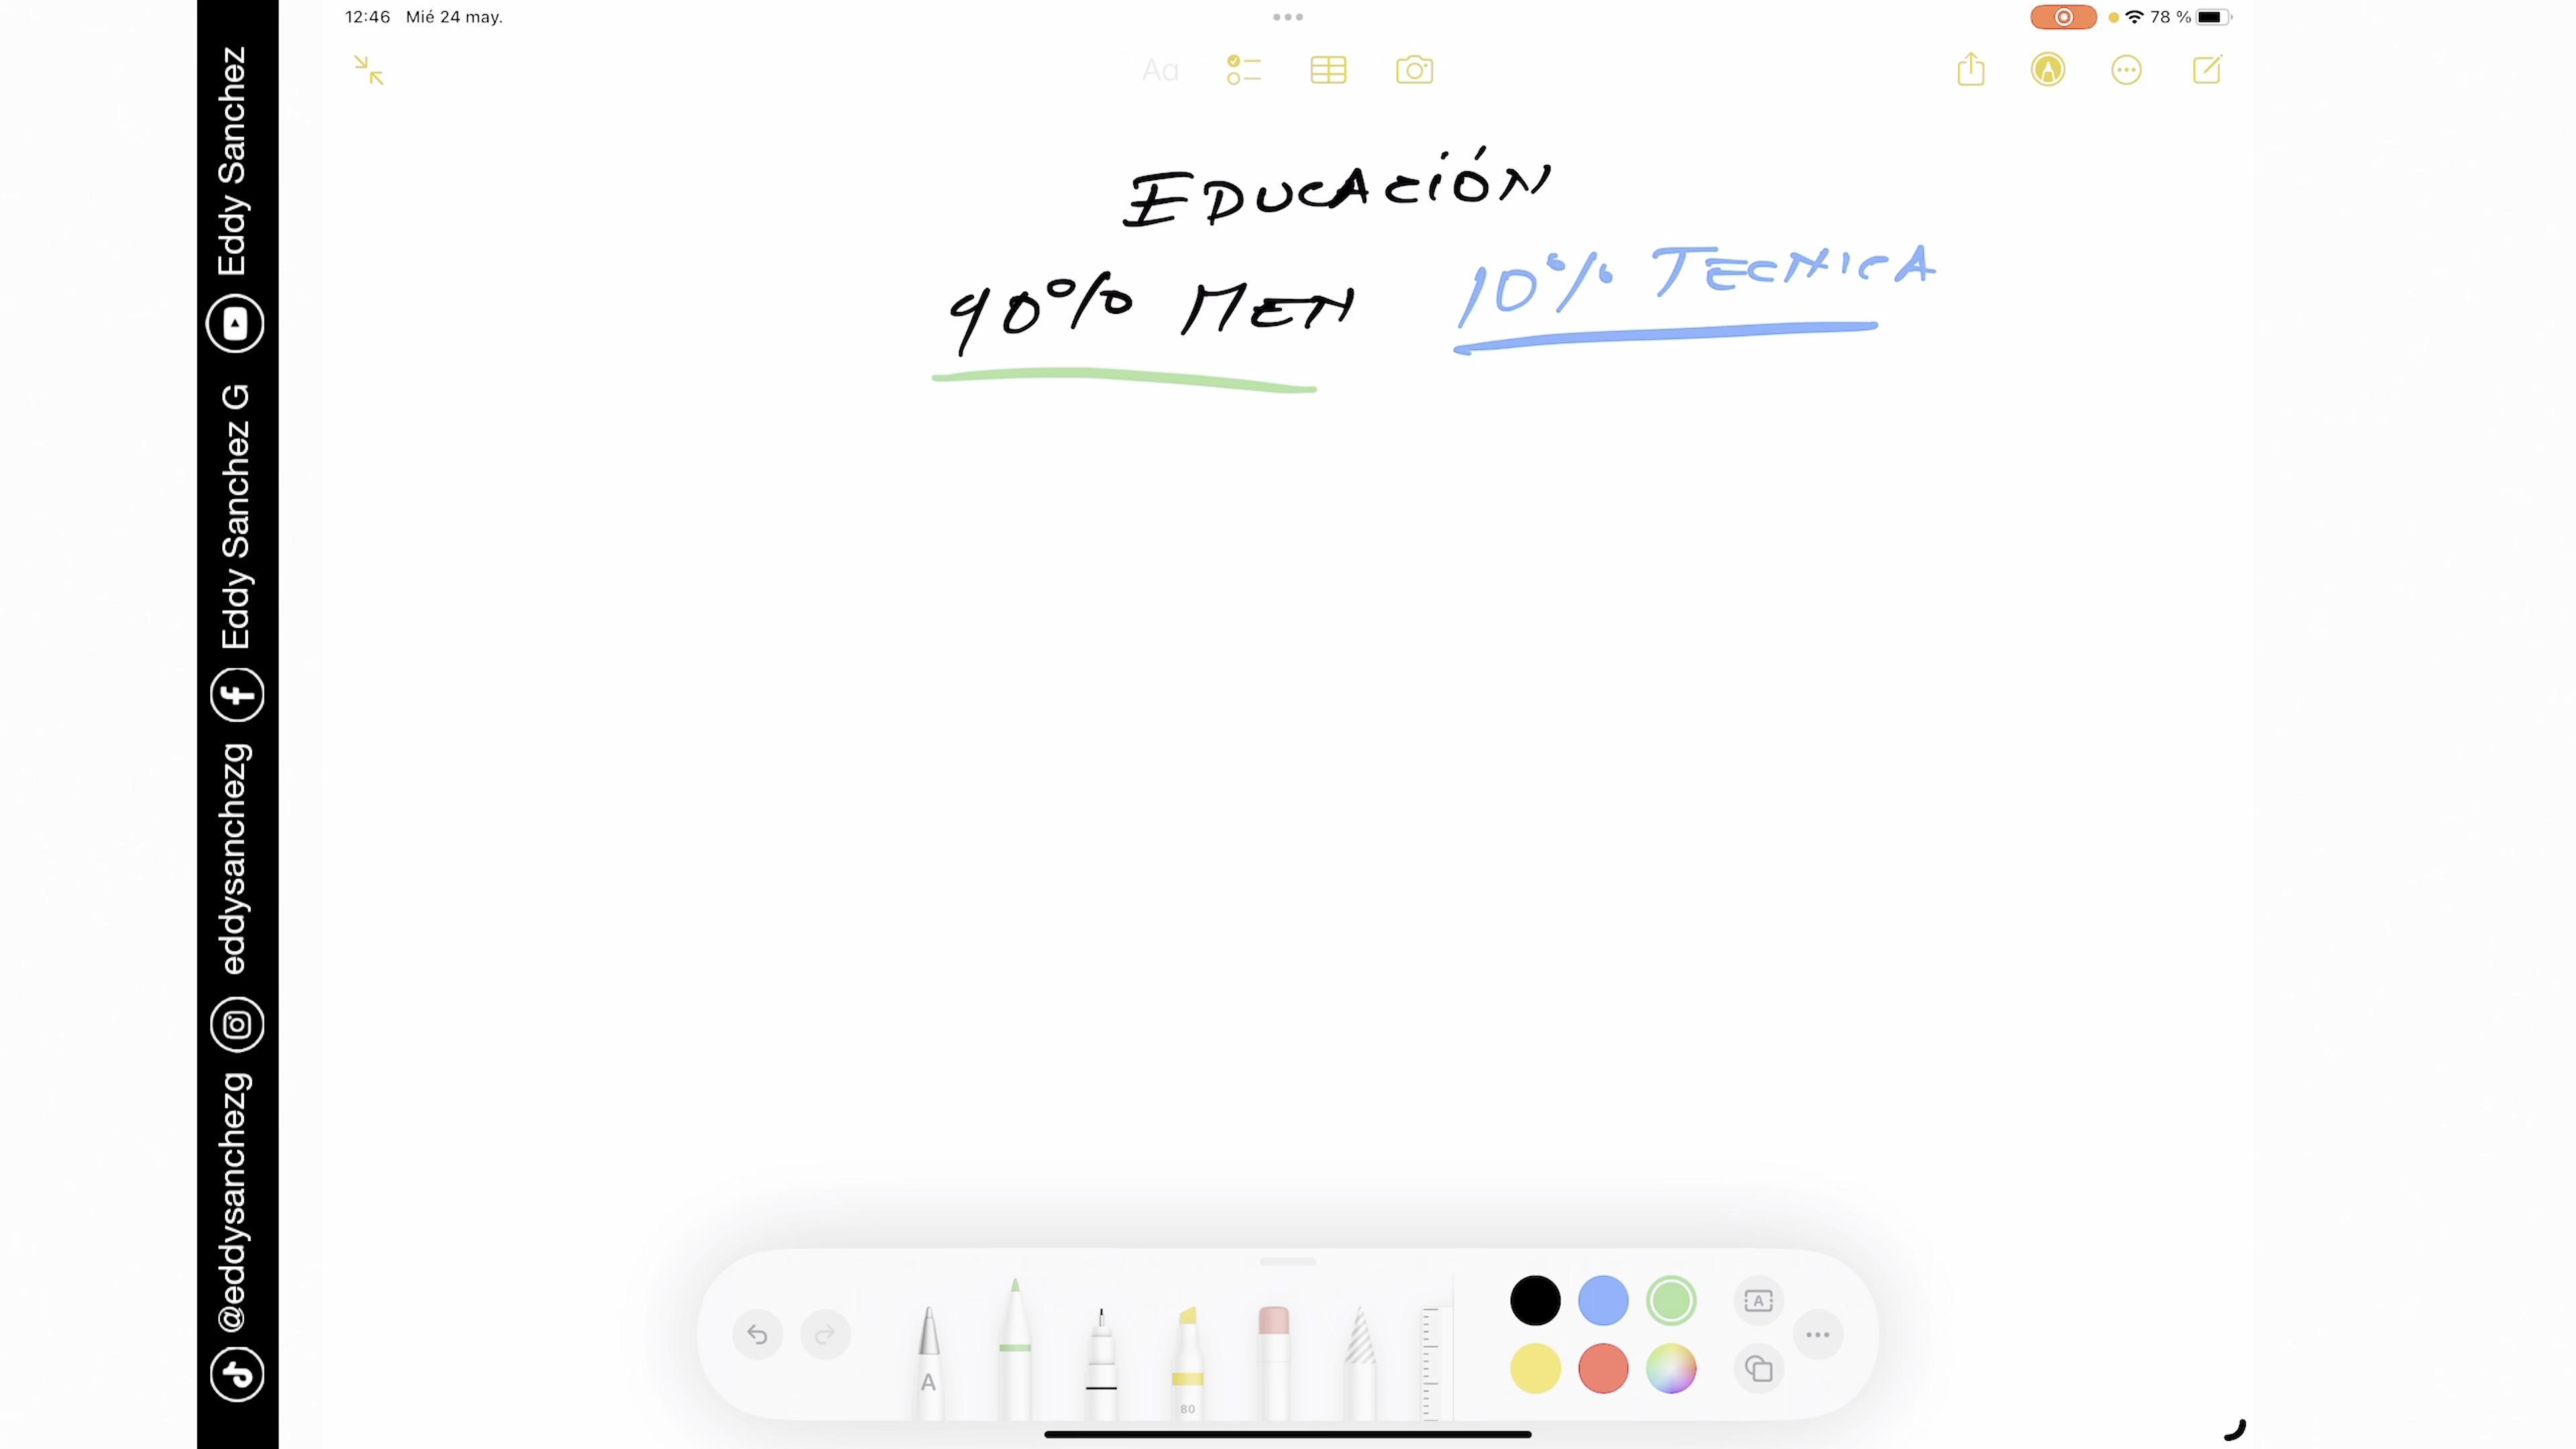 12:46 Mié 24 may.
78 %
Aa
EDUCACIÓN
90% MEN 10% TECNICA
Eddy Sanchez
Eddy Sanchez G
eddysanchezg
@eddysanchezg
A
80
A